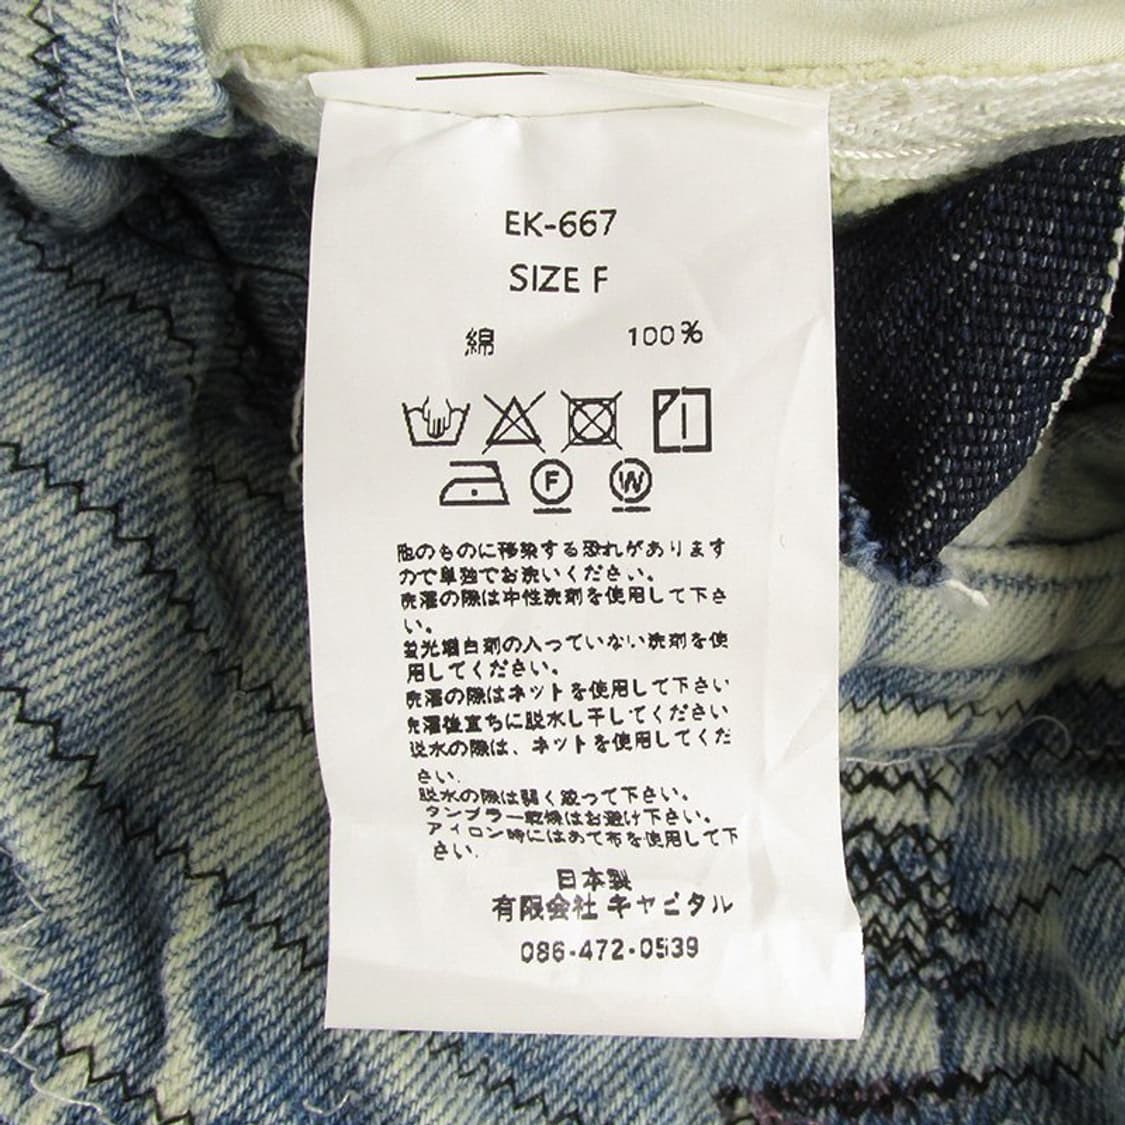 EK-667
SIZE F
綿 100%
F W
他のものに移染する恐れがあります
ので単独でお洗いください。
洗濯の際は中性洗剤を使用して下さ
い。
蛍光増白剤の入っていない洗剤を使
用してください。
洗濯の際はネットを使用して下さい
洗濯後直ちに脱水し干してください
脱水の際は、ネットを使用してくだ
さい.
脱水の際は弱く絞って下さい。
タンブラー乾燥はお避け下さい。
アイロン時にはあて布を使用して下
さい.
日本製
有限会社 キャピタル
086-472-0539